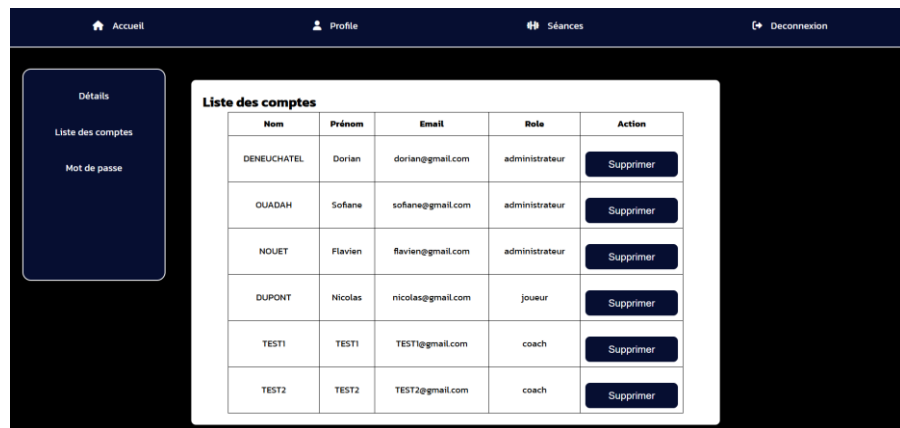 Accueil Profile Séances Deconnexion
Détails
Liste des comptes
Mot de passe
Liste des comptes
Nom Prénom Email Role Action
DENEUCHATEL Dorian dorian@gmail.com administrateur Supprimer
OUADAH Sofiane sofiane@gmail.com administrateur Supprimer
NOUET Flavien flavien@gmail.com administrateur Supprimer
DUPONT Nicolas nicolas@gmail.com joueur Supprimer
TEST1 TEST1 TEST1@gmail.com coach Supprimer
TEST2 TEST2 TEST2@gmail.com coach Supprimer